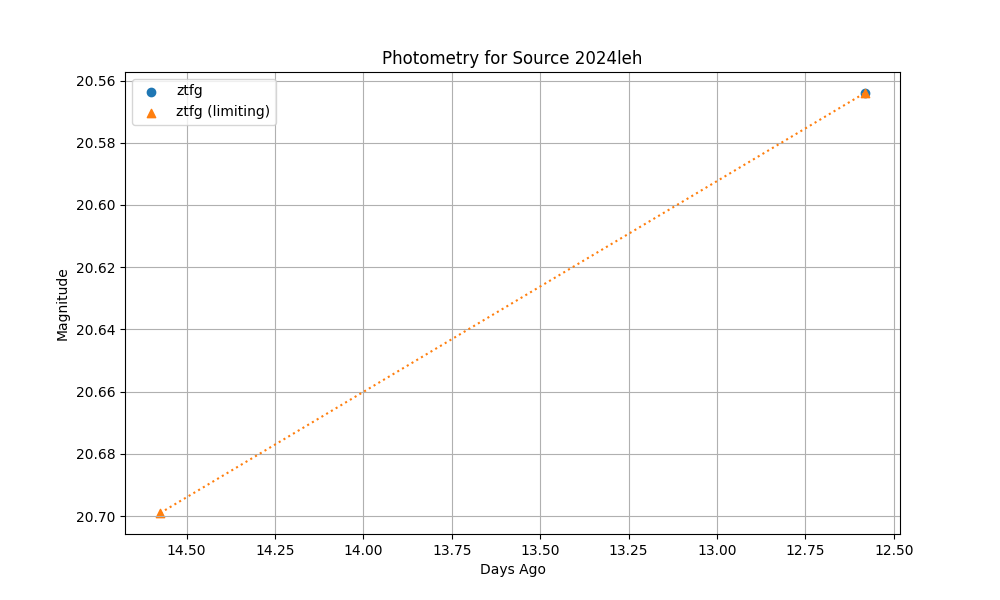 Photometry for Source 2024leh
ztfg
ztfg (limiting)
Magnitude
20.56
20.58
20.60
20.62
20.64
20.66
20.68
20.70
14.50 14.25 14.00 13.75 13.50 13.25 13.00 12.75 12.50
Days Ago